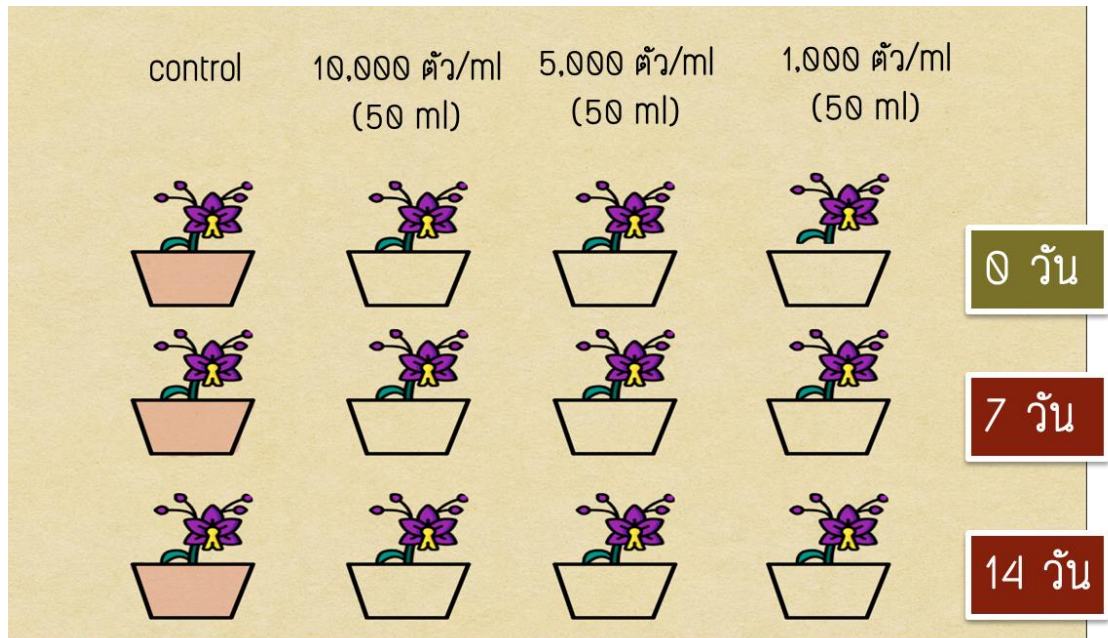 control
10,000 ตัว/ml
(50 ml)
5,000 ตัว/ml
(50 ml)
1,000 ตัว/ml
(50 ml)
0 วัน
7 วัน
14 วัน